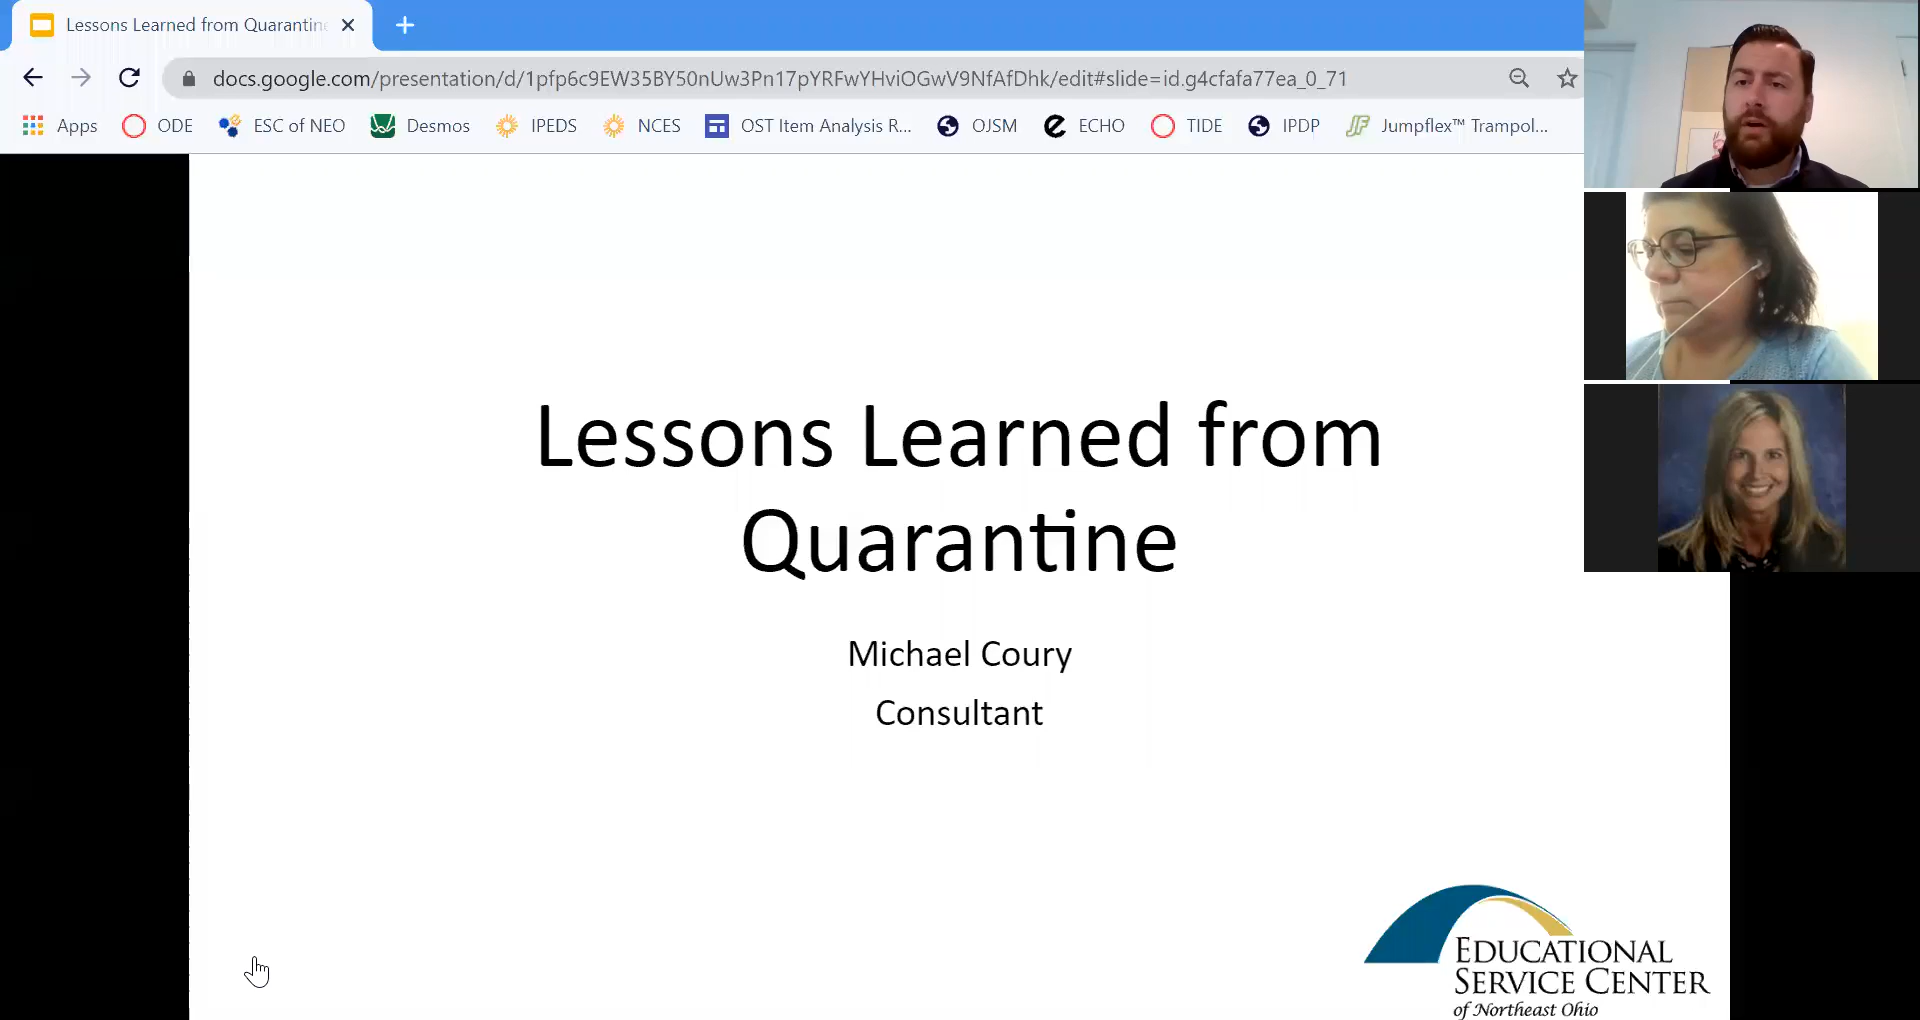 Lessons Learned from Quarantine
docs.google.com/presentation/d/1pfp6c9EW35BY50nUw3Pn17pYRFwYHviOGwV9NfAfDhk/edit#slide=id.g4cfafa77ea_0_71
Apps ODE ESC of NEO Desmos IPEDS NCES OST Item Analysis R... OJSM ECHO TIDE IPDP JF Jumpflex™ Trampol...
Lessons Learned from
Quarantine
Michael Coury
Consultant
EDUCATIONAL
SERVICE CENTER
of Northeast Ohio